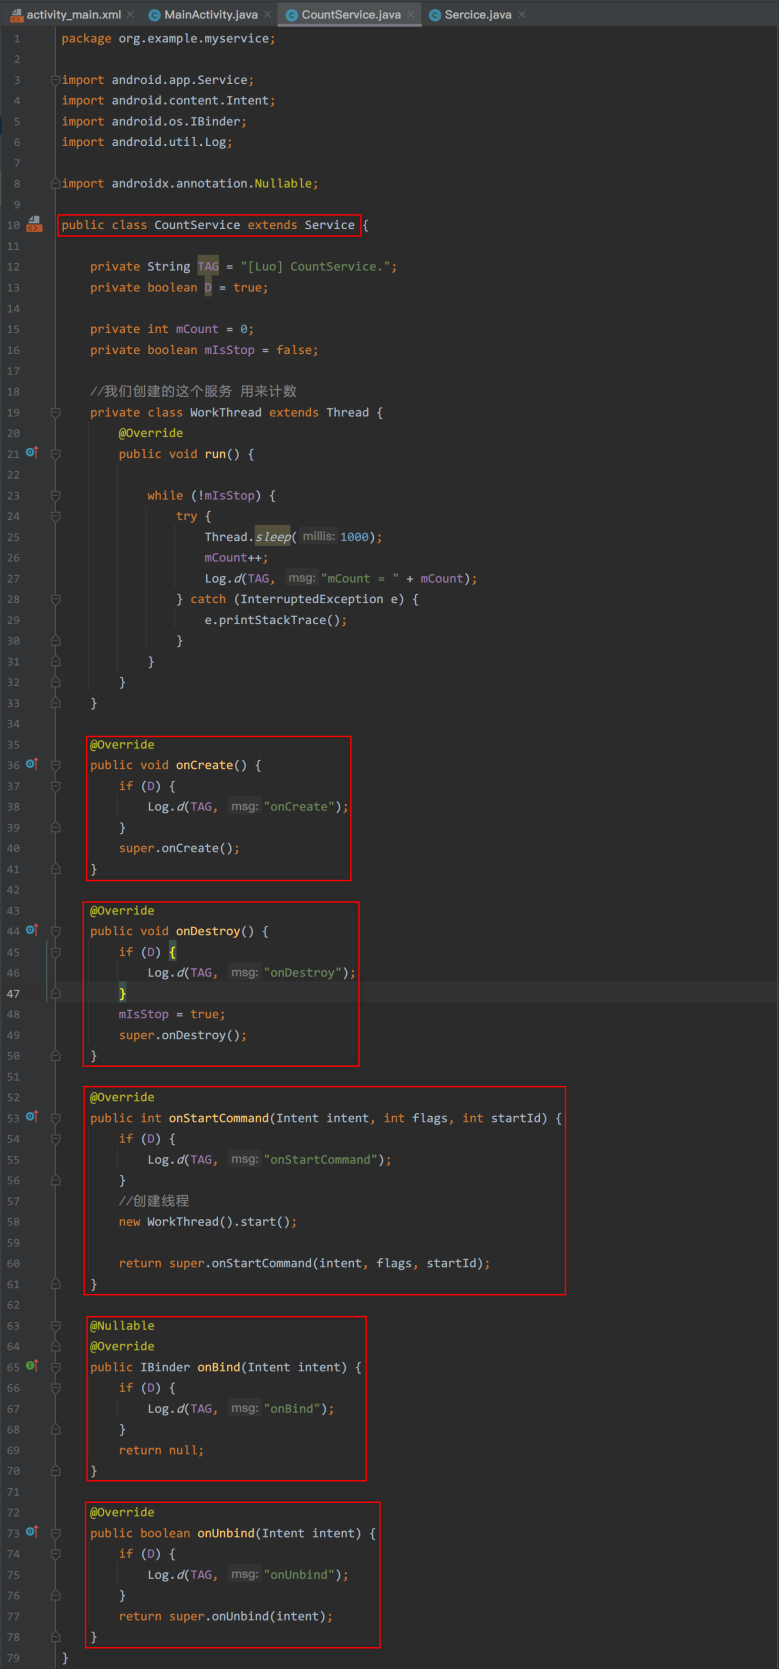 activity_main.xml MainActivity.java CountService.java Sercice.java
1 package org.example.myservice;
2
3 import android.app.Service;
4 import android.content.Intent;
5 import android.os.IBinder;
6 import android.util.Log;
7
8 import androidx.annotation.Nullable;
9
10 public class CountService extends Service {
11
12 private String TAG = "[Luo] CountService.";
13 private boolean D = true;
14
15 private int mCount = 0;
16 private boolean mIsStop = false;
17
18 //我们创建的这个服务 用来计数
19 private class WorkThread extends Thread {
20 @Override
21 public void run() {
22
23 while (!mIsStop) {
24 try {
25 Thread.sleep( millis: 1000);
26 mCount++;
27 Log.d(TAG, msg: "mCount = " + mCount);
28 } catch (InterruptedException e) {
29 e.printStackTrace();
30 }
31 }
32 }
33 }
34
35 @Override
36 public void onCreate() {
37 if (D) {
38 Log.d(TAG, msg: "onCreate");
39 }
40 super.onCreate();
41 }
42
43 @Override
44 public void onDestroy() {
45 if (D) {
46 Log.d(TAG, msg: "onDestroy");
47 }
48 mIsStop = true;
49 super.onDestroy();
50 }
51
52 @Override
53 public int onStartCommand(Intent intent, int flags, int startId) {
54 if (D) {
55 Log.d(TAG, msg: "onStartCommand");
56 }
57 //创建线程
58 new WorkThread().start();
59
60 return super.onStartCommand(intent, flags, startId);
61 }
62
63 @Nullable
64 @Override
65 public IBinder onBind(Intent intent) {
66 if (D) {
67 Log.d(TAG, msg: "onBind");
68 }
69 return null;
70 }
71
72 @Override
73 public boolean onUnbind(Intent intent) {
74 if (D) {
75 Log.d(TAG, msg: "onUnbind");
76 }
77 return super.onUnbind(intent);
78 }
79 }